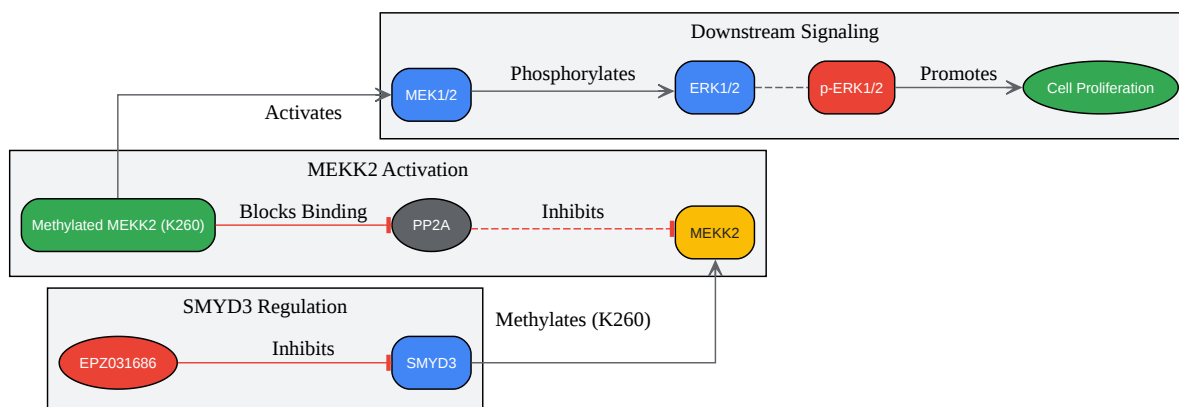 Downstream Signaling
MEK1/2
Phosphorylates
ERK1/2
p-ERK1/2
Promotes
Cell Proliferation
Activates
MEKK2 Activation
Methylated MEKK2 (K260)
Blocks Binding
PP2A
Inhibits
MEKK2
SMYD3 Regulation
Methylates (K260)
EPZ031686
Inhibits
SMYD3